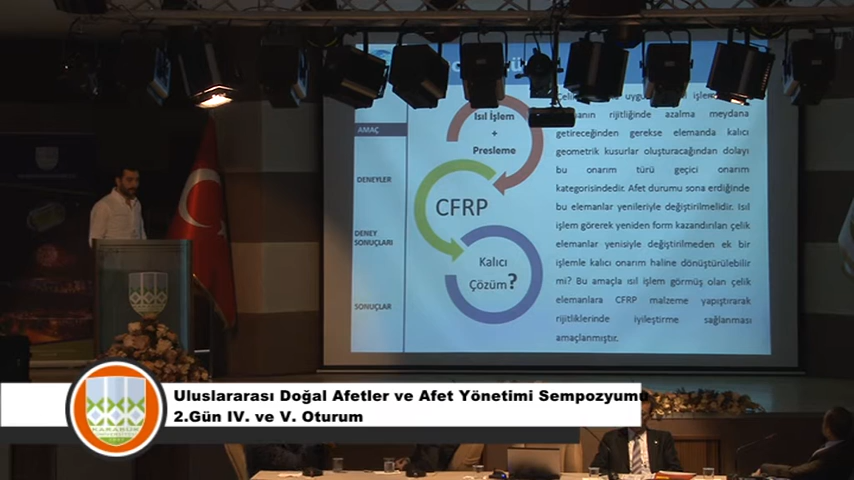 Isıl İşlem
+
Presleme
CFRP
Kalıcı
Çözüm?
AMAÇ
DENEYLER
DENEY
SONUÇLARI
SONUÇLAR
rijitliğinde azalma meydana
getireceğinden gerekse elemanda kalıcı
geometrik kusurlar oluşturacağından dolayı
bu onarım türü geçici onarım
kategorisindedir. Afet durumu sona erdiğinde
bu elemanlar yenileriyle değiştirilmelidir. Isıl
işlem görerek yeniden form kazandırılan çelik
elemanlar yenisiyle değiştirilmeden ek bir
işlemle kalıcı onarım haline dönüştürülebilir
mi? Bu amaçla ısıl işlem görmüş olan çelik
elemanlara CFRP malzeme yapıştırarak
rijitliklerinde iyileştirme sağlanması
amaçlanmıştır.
Uluslararası Doğal Afetler ve Afet Yönetimi Sempozyumu
2.Gün IV. ve V. Oturum
KARABÜK